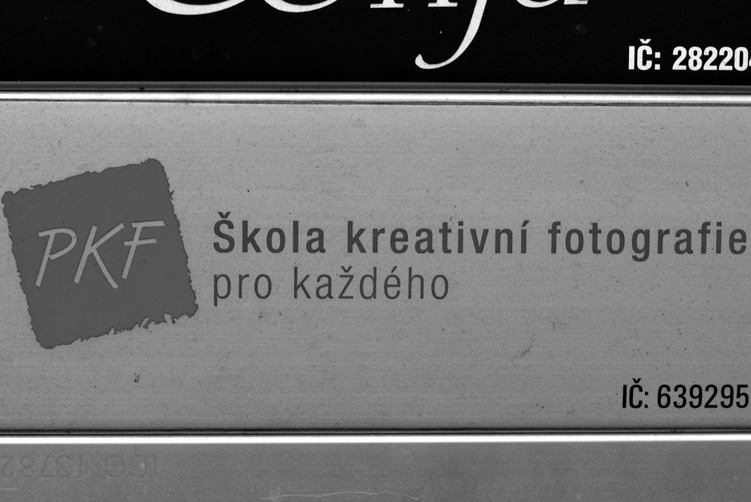 IČ: 282204
PKF
Škola kreativní fotografie
pro každého
IČ: 639295